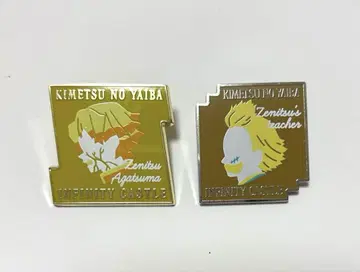 KIMETSU NO YAIBA
Zenitsu
Agatsuma
INFINITY CASTLE
KIMETSU NO YAIBA
Zenitsu's
teacher
INFINITY CASTLE